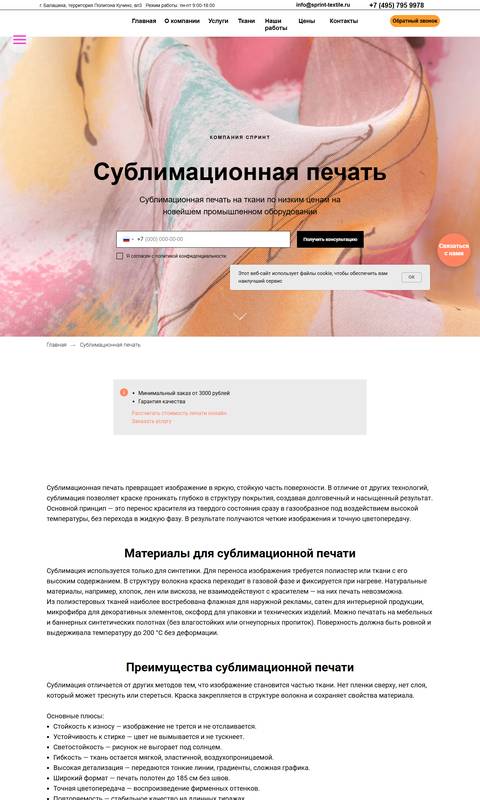 г. Балашиха, территория Полигона Кучино, вл3 Режим работы: пн-пт 9:00-18:00
info@sprint-textile.ru
+7 (495) 795 9978
Главная О компании Услуги Ткани Наши работы Цены Контакты
Обратный звонок
КОМПАНИЯ СПРИНТ
Сублимационная печать
Сублимационная печать на ткани по низким ценам на
новейшем промышленном оборудовании
+7 (000) 000-00-00
Получить консультацию
Я согласен с политикой конфиденциальности
Связаться
с нами
Этот веб-сайт использует файлы cookie, чтобы обеспечить вам
наилучший сервис
OK
Главная → Сублимационная печать
• Минимальный заказ от 3000 рублей
• Гарантия качества
Рассчитать стоимость печати онлайн
Заказать услугу
Сублимационная печать превращает изображение в яркую, стойкую часть поверхности. В отличие от других технологий,
сублимация позволяет краске проникать глубоко в структуру покрытия, создавая долговечный и насыщенный результат.
Основной принцип — это перенос красителя из твердого состояния сразу в газообразное под воздействием высокой
температуры, без перехода в жидкую фазу. В результате получаются четкие изображения и точную цветопередачу.
Материалы для сублимационной печати
Сублимация используется только для синтетики. Для переноса изображения требуется полиэстер или ткани с его
высоким содержанием. В структуру волокна краска переходит в газовой фазе и фиксируется при нагреве. Натуральные
материалы, например, хлопок, лен или вискоза, не взаимодействуют с красителем — на них печать невозможна.
Из полиэстеровых тканей наиболее востребована флажная для наружной рекламы, сатен для интерьерной продукции,
микрофибра для декоративных элементов, оксфорд для упаковки и технических изделий. Можно печатать на мебельных
и баннерных синтетических полотнах (без влагостойких или огнеупорных пропиток). Поверхность должна быть ровной и
выдерживала температуру до 200 °C без деформации.
Преимущества сублимационной печати
Сублимация отличается от других методов тем, что изображение становится частью ткани. Нет пленки сверху, нет слоя,
который может треснуть или стереться. Краска закрепляется в структуре волокна и сохраняет свойства материала.
Основные плюсы:
• Стойкость к износу — изображение не трется и не отслаивается.
• Устойчивость к стирке — цвет не вымывается и не тускнеет.
• Светостойкость — рисунок не выгорает под солнцем.
• Гибкость — ткань остается мягкой, эластичной, воздухопроницаемой.
• Высокая детализация — передаются тонкие линии, градиенты, сложная графика.
• Широкий формат — печать полотен до 185 см без швов.
• Точная цветопередача — воспроизведение фирменных оттенков.
• Повторяемость — стабильное качество на длинных тиражах.